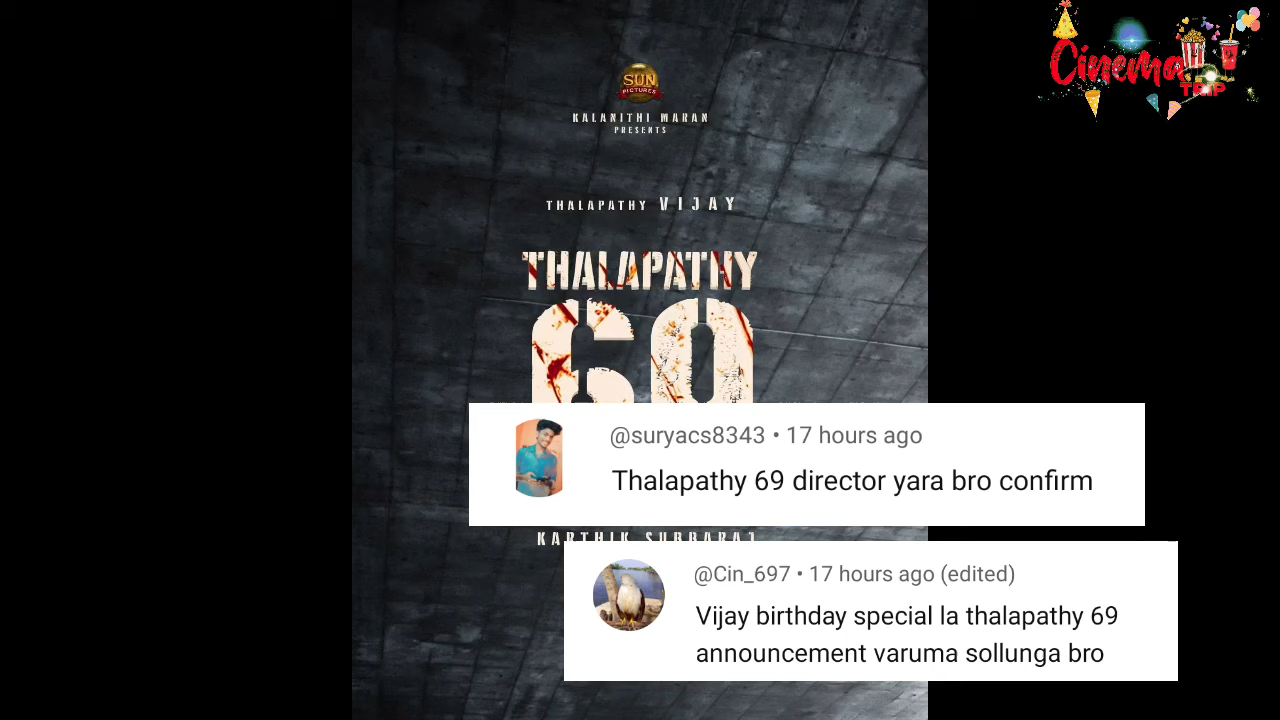 Cinema
TRIP
SUN
PICTURES
KALANITHI MARAN
PRESENTS
THALAPATHY VIJAY
THALAPATHY
69
@suryacs8343 • 17 hours ago
Thalapathy 69 director yara bro confirm
KARTHIK SUBBARAJ
@Cin_697 • 17 hours ago (edited)
Vijay birthday special la thalapathy 69
announcement varuma sollunga bro